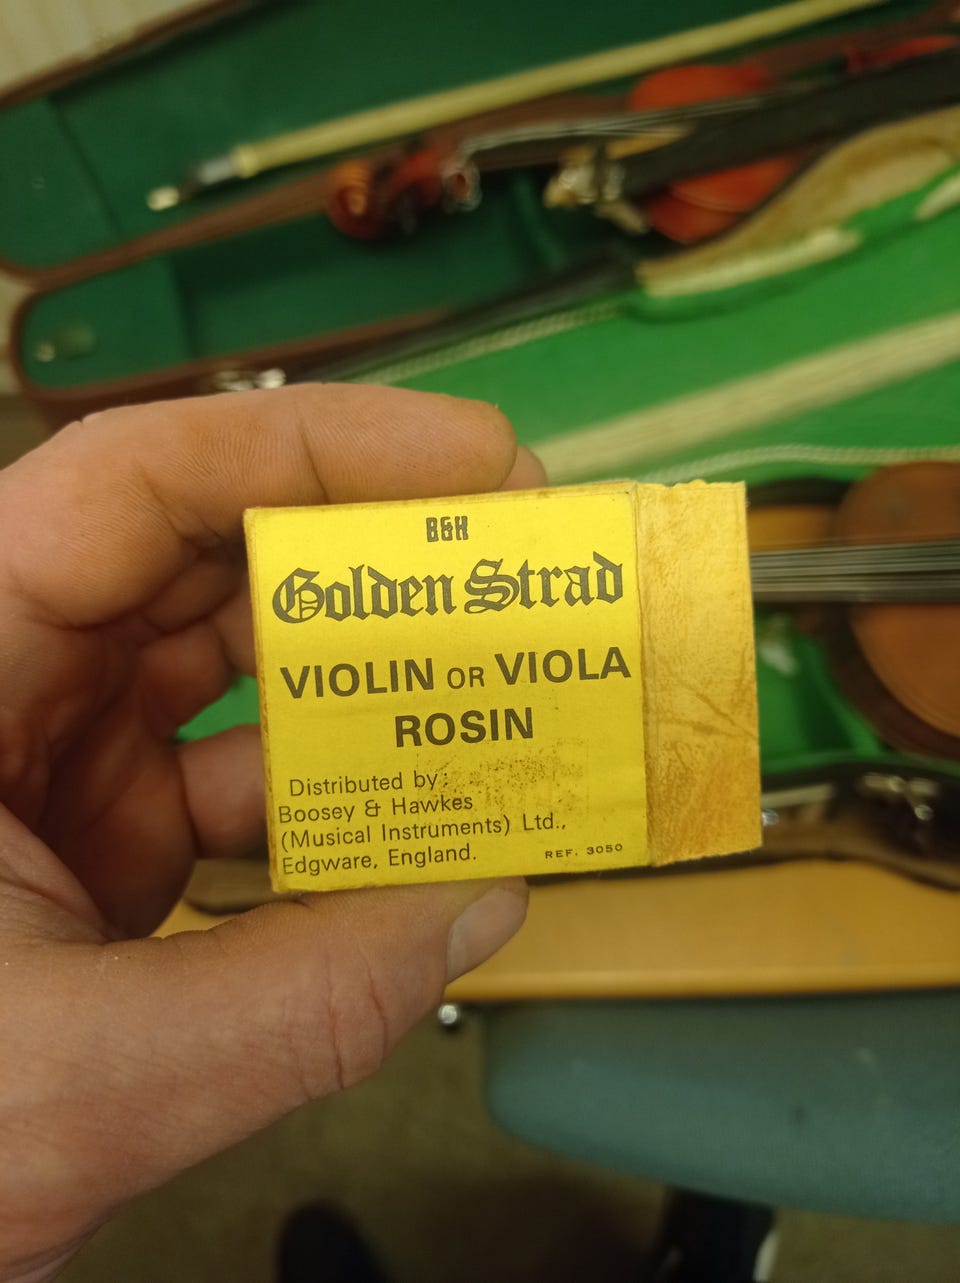 B&H
Golden Strad
VIOLIN OR VIOLA
ROSIN
Distributed by:
Boosey & Hawkes
(Musical Instruments) Ltd.,
Edgware, England.
REF. 3050